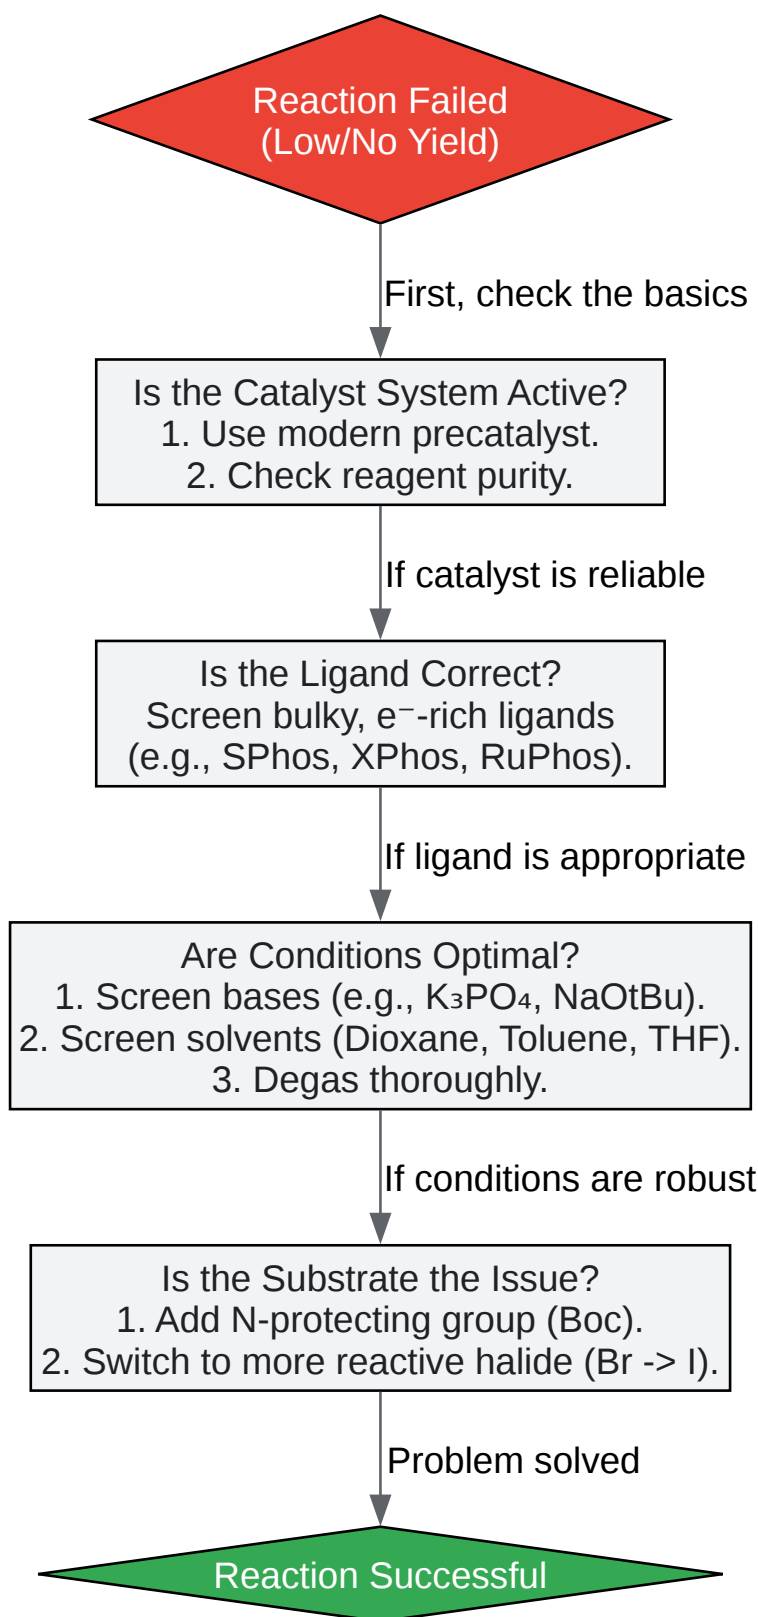 Reaction Failed
(Low/No Yield)
First, check the basics
Is the Catalyst System Active?
1. Use modern precatalyst.
2. Check reagent purity.
If catalyst is reliable
Is the Ligand Correct?
Screen bulky, e⁻-rich ligands
(e.g., SPhos, XPhos, RuPhos).
If ligand is appropriate
Are Conditions Optimal?
1. Screen bases (e.g., K₃PO₄, NaOtBu).
2. Screen solvents (Dioxane, Toluene, THF).
3. Degas thoroughly.
If conditions are robust
Is the Substrate the Issue?
1. Add N-protecting group (Boc).
2. Switch to more reactive halide (Br -> I).
Problem solved
Reaction Successful